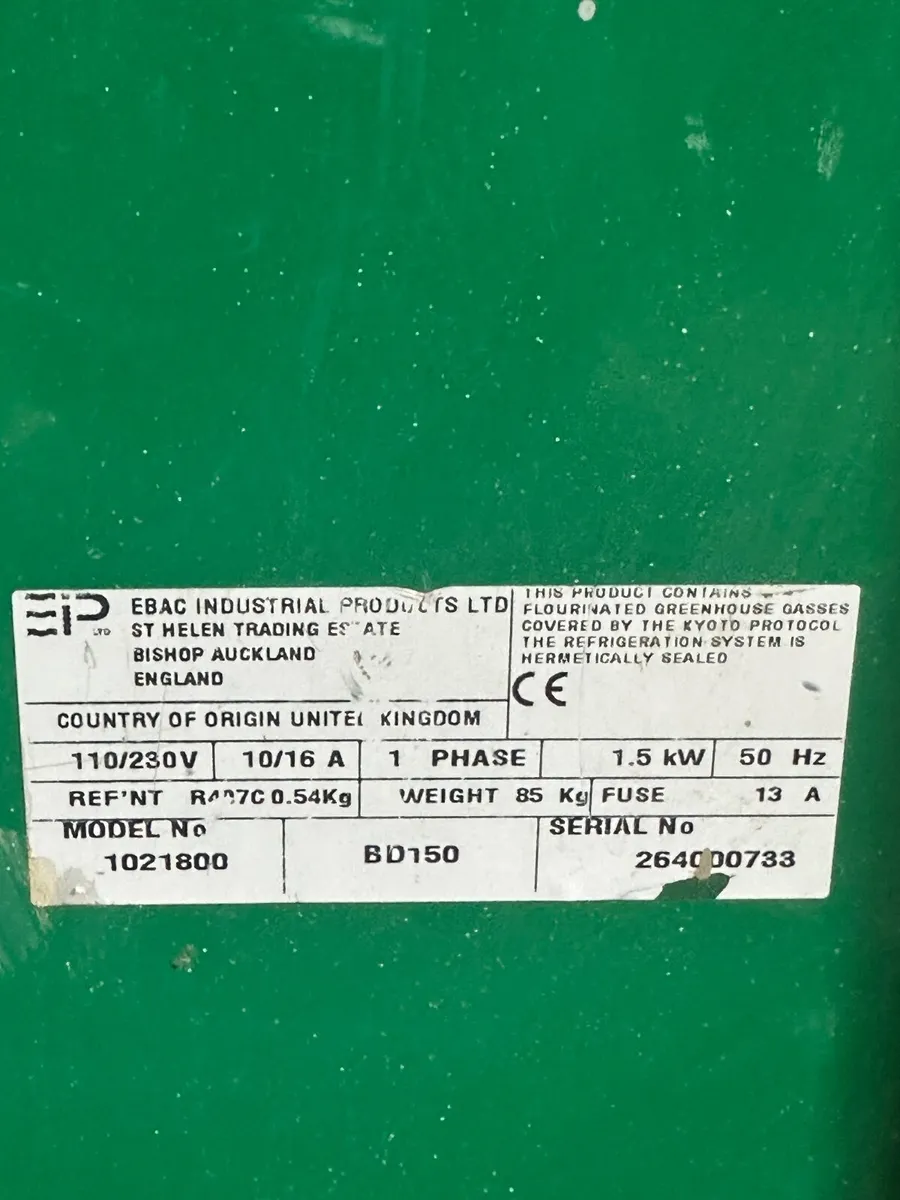 EIP LTD
EBAC INDUSTRIAL PRODUCTS LTD
ST HELEN TRADING ESTATE
BISHOP AUCKLAND
ENGLAND
COUNTRY OF ORIGIN UNITED KINGDOM
THIS PRODUCT CONTAINS
FLOURINATED GREENHOUSE GASSES
COVERED BY THE KYOTO PROTOCOL
THE REFRIGERATION SYSTEM IS
HERMETICALLY SEALED
CE
110/230V 10/16 A 1 PHASE 1.5 kW 50 Hz
REF'NT R407C 0.54Kg WEIGHT 85 Kg FUSE 13 A
MODEL No
1021800
BD150
SERIAL No
264000733